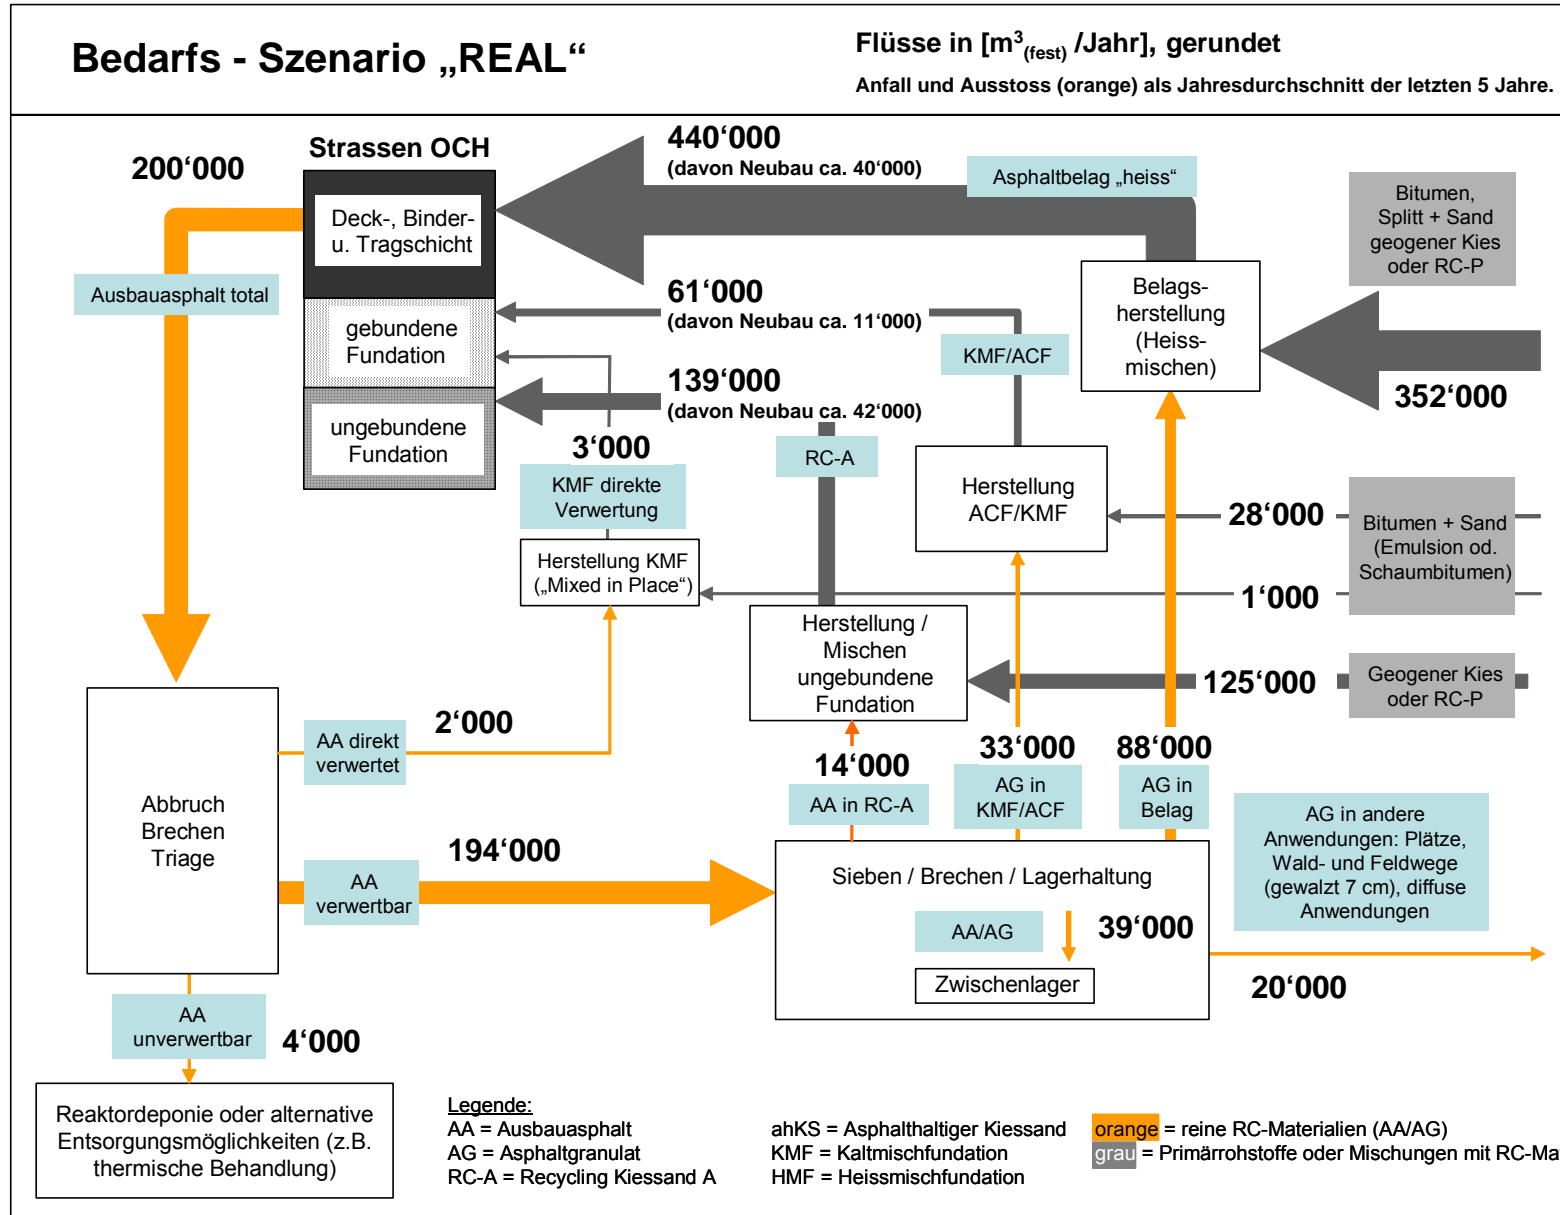 Bedarfs - Szenario „REAL“
Flüsse in [m³(fest) /Jahr], gerundet
Anfall und Ausstoss (orange) als Jahresdurchschnitt der letzten 5 Jahre.
200‘000
Strassen OCH
440‘000
(davon Neubau ca. 40‘000)
Asphaltbelag „heiss“
Bitumen,
Splitt + Sand
geogener Kies
oder RC-P
Deck-, Binder-
u. Tragschicht
Ausbauasphalt total
61‘000
(davon Neubau ca. 11‘000)
Belags-
herstellung
(Heiss-
mischen)
gebundene
Fundation
KMF/ACF
139‘000
(davon Neubau ca. 42‘000)
352‘000
ungebundene
Fundation
3‘000
RC-A
KMF direkte
Verwertung
Herstellung
ACF/KMF
28‘000
Bitumen + Sand
(Emulsion od.
Schaumbitumen)
Herstellung KMF
(„Mixed in Place“)
1‘000
Herstellung /
Mischen
ungebundene
Fundation
125‘000
Geogener Kies
oder RC-P
2‘000
AA direkt
verwertet
14‘000
33‘000
88‘000
AA in RC-A
AG in
KMF/ACF
AG in
Belag
AG in andere
Anwendungen: Plätze,
Wald- und Feldwege
(gewalzt 7 cm), diffuse
Anwendungen
Abbruch
Brechen
Triage
194‘000
AA
verwertbar
Sieben / Brechen / Lagerhaltung
AA/AG
39‘000
Zwischenlager
20‘000
AA
unverwertbar
4‘000
Reaktordeponie oder alternative
Entsorgungsmöglichkeiten (z.B.
thermische Behandlung)
Legende:
AA = Ausbauasphalt
AG = Asphaltgranulat
RC-A = Recycling Kiessand A
ahKS = Asphalthaltiger Kiessand
KMF = Kaltmischfundation
HMF = Heissmischfundation
orange = reine RC-Materialien (AA/AG)
grau = Primärrohstoffe oder Mischungen mit RC-Ma